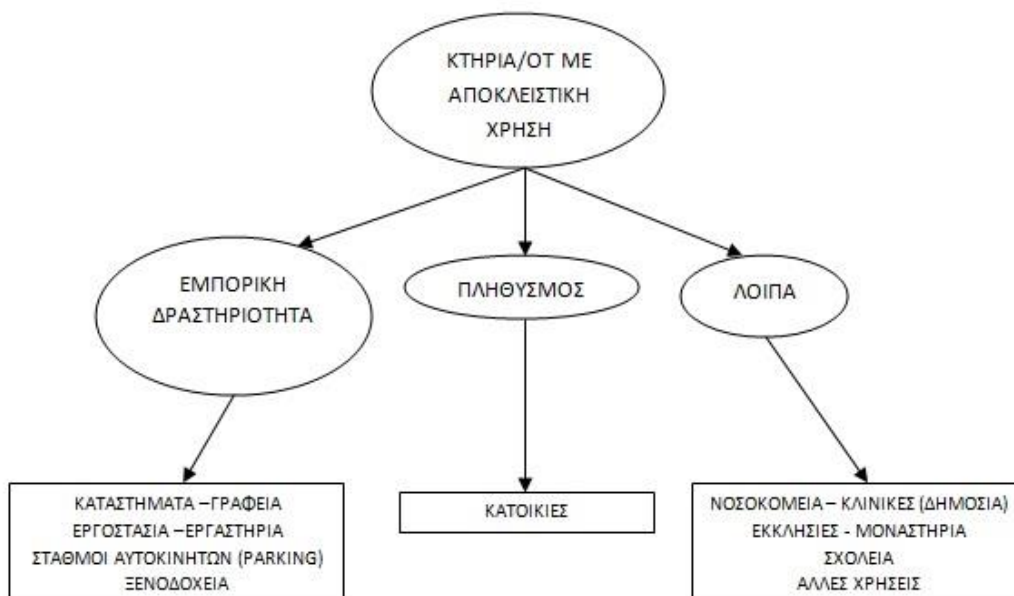 ΚΤΗΡΙΑ/ΟΤ ΜΕ
ΑΠΟΚΛΕΙΣΤΙΚΗ
ΧΡΗΣΗ
ΕΜΠΟΡΙΚΗ
ΔΡΑΣΤΗΡΙΟΤΗΤΑ
ΠΛΗΘΥΣΜΟΣ
ΛΟΙΠΑ
ΚΑΤΑΣΤΗΜΑΤΑ –ΓΡΑΦΕΙΑ
ΕΡΓΟΣΤΑΣΙΑ –ΕΡΓΑΣΤΗΡΙΑ
ΣΤΑΘΜΟΙ ΑΥΤΟΚΙΝΗΤΩΝ (PARKING)
ΞΕΝΟΔΟΧΕΙΑ
ΚΑΤΟΙΚΙΕΣ
ΝΟΣΟΚΟΜΕΙΑ – ΚΛΙΝΙΚΕΣ (ΔΗΜΟΣΙΑ)
ΕΚΚΛΗΣΙΕΣ - ΜΟΝΑΣΤΗΡΙΑ
ΣΧΟΛΕΙΑ
ΑΛΛΕΣ ΧΡΗΣΕΙΣ